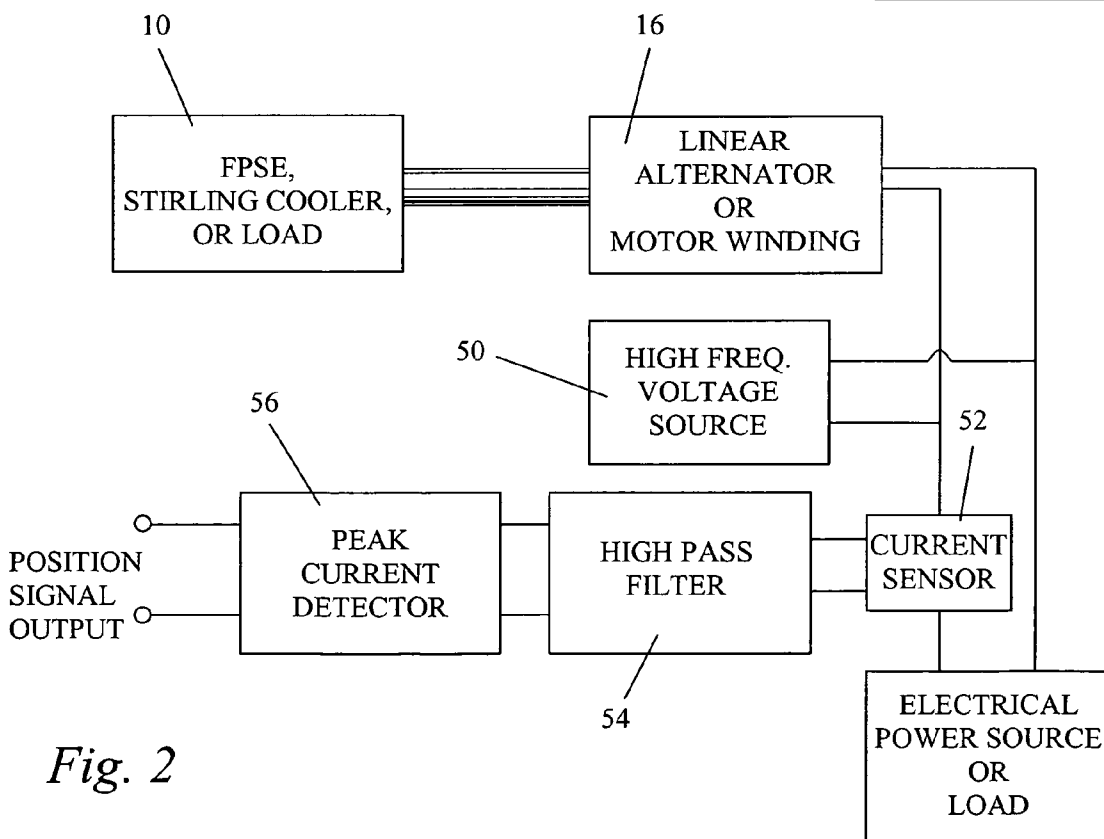 10
16
FPSE,
STIRLING COOLER,
OR LOAD
LINEAR
ALTERNATOR
OR
MOTOR WINDING
50
HIGH FREQ.
VOLTAGE
SOURCE
56
52
POSITION
SIGNAL
OUTPUT
PEAK
CURRENT
DETECTOR
HIGH PASS
FILTER
CURRENT
SENSOR
54
ELECTRICAL
POWER SOURCE
OR
LOAD
Fig. 2